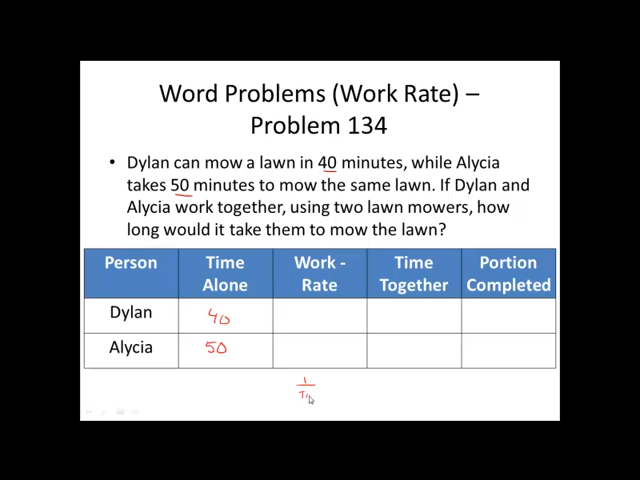 Word Problems (Work Rate) –
Problem 134
• Dylan can mow a lawn in 40 minutes, while Alycia
takes 50 minutes to mow the same lawn. If Dylan and
Alycia work together, using two lawn mowers, how
long would it take them to mow the lawn?
Person Time Alone Work - Rate Time Together Portion Completed
Dylan 40
Alycia 50
1